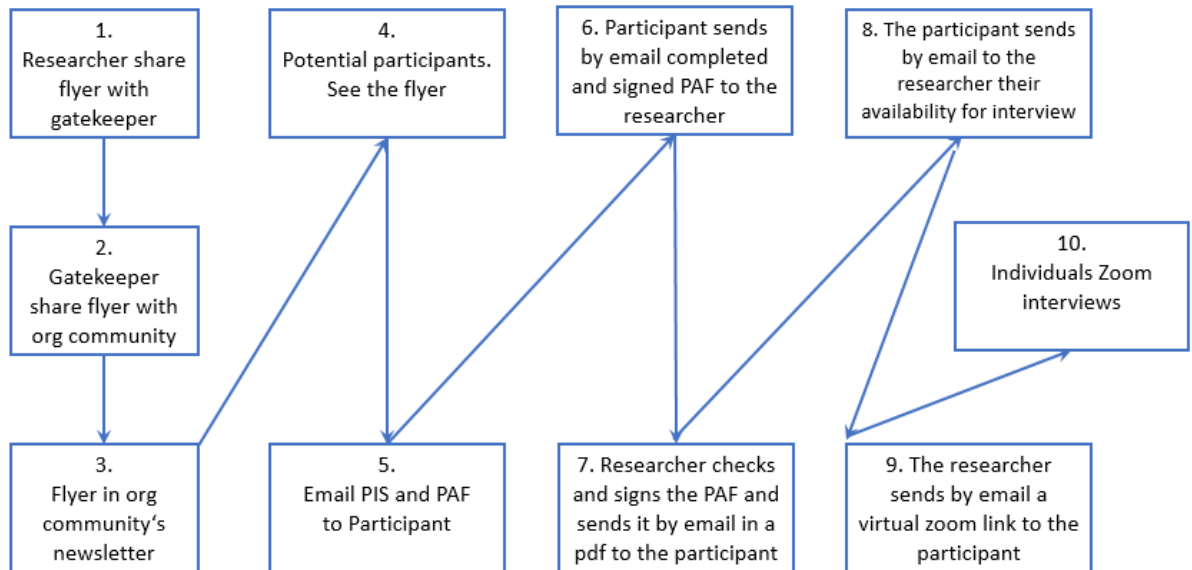 1.
Researcher share
flyer with
gatekeeper
2.
Gatekeeper
share flyer with
org community
3.
Flyer in org
community‘s
newsletter
4.
Potential participants.
See the flyer
5.
Email PIS and PAF
to Participant
6. Participant sends
by email completed
and signed PAF to the
researcher
7. Researcher checks
and signs the PAF and
sends it by email in a
pdf to the participant
8. The participant sends
by email to the
researcher their
availability for interview
9. The researcher
sends by email a
virtual zoom link to the
participant
10.
Individuals Zoom
interviews